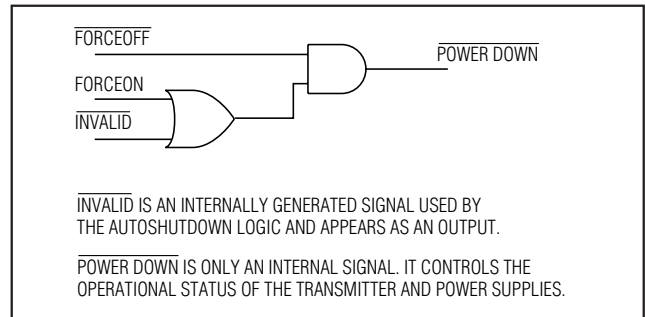 FORCEOFF
POWER DOWN
FORCEON
INVALID
INVALID IS AN INTERNALLY GENERATED SIGNAL USED BY
THE AUTOSHUTDOWN LOGIC AND APPEARS AS AN OUTPUT.
POWER DOWN IS ONLY AN INTERNAL SIGNAL. IT CONTROLS THE
OPERATIONAL STATUS OF THE TRANSMITTER AND POWER SUPPLIES.